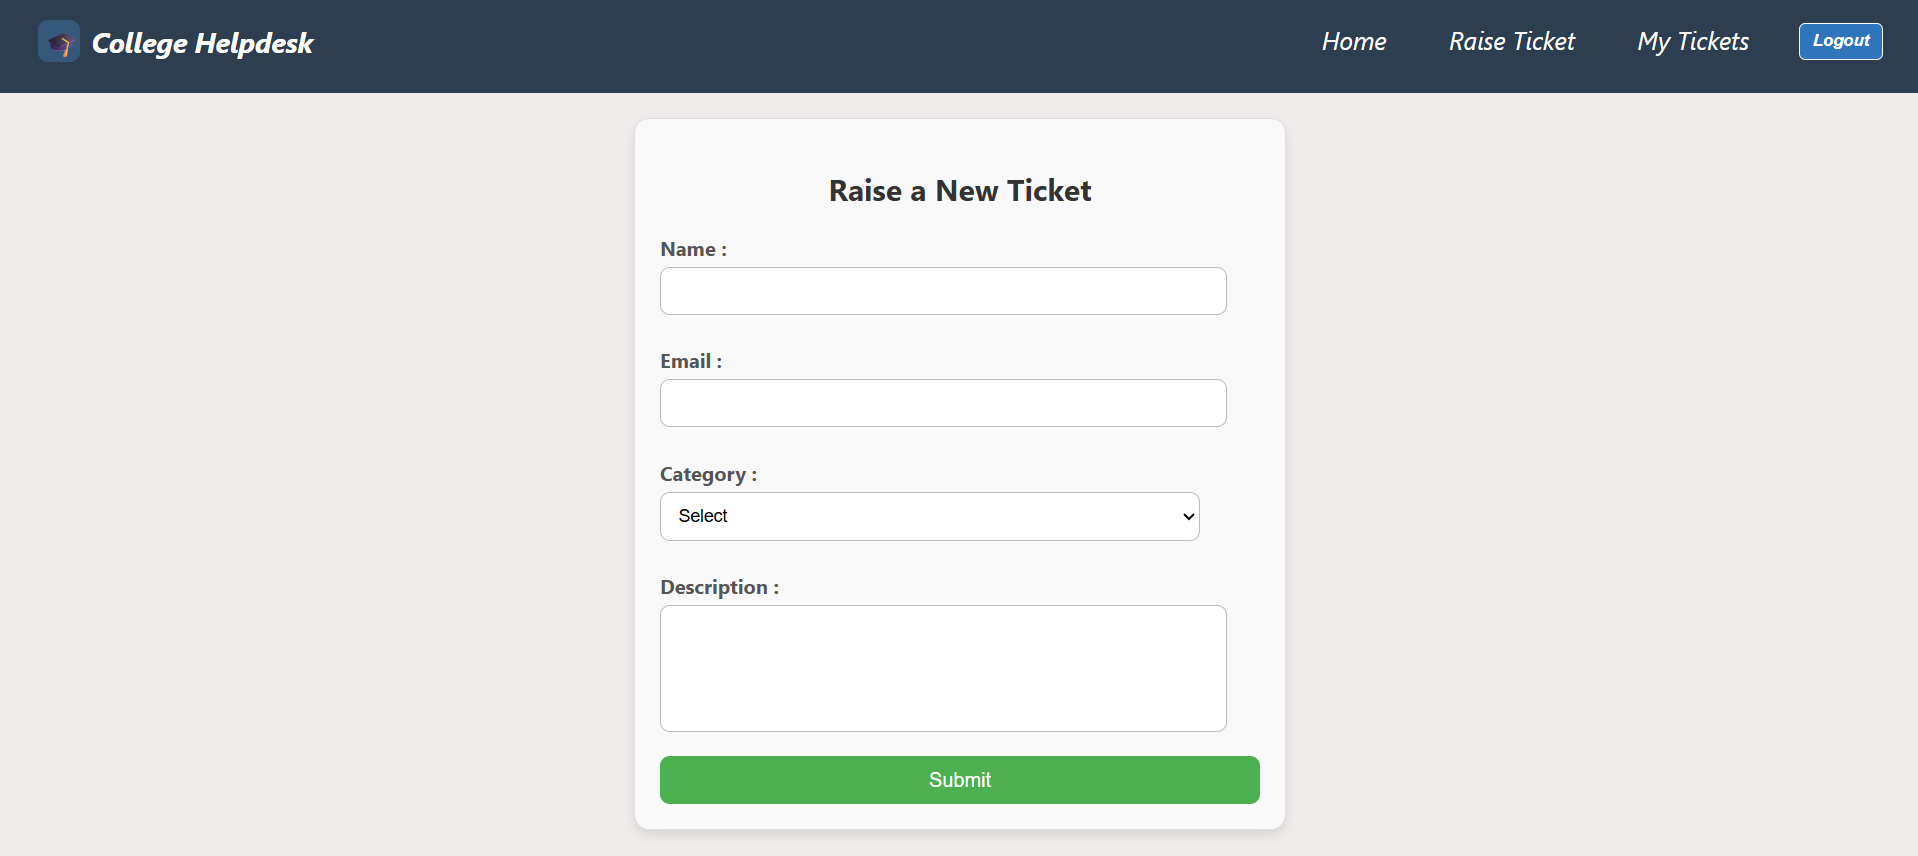 College Helpdesk
Home Raise Ticket My Tickets Logout
Raise a New Ticket
Name :
Email :
Category :
Select
Description :
Submit